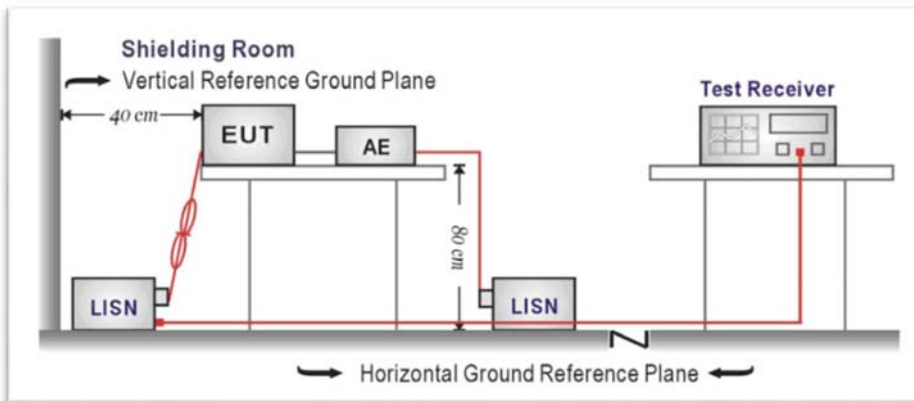 Shielding Room
Vertical Reference Ground Plane
40 cm
EUT
AE
Test Receiver
80 cm
LISN
LISN
Horizontal Ground Reference Plane